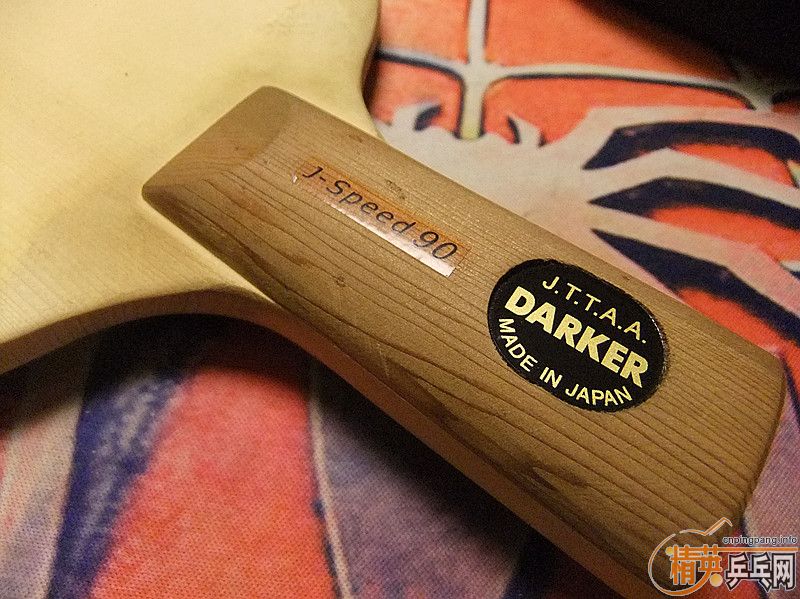 J-Speed 90
J.T.T.A.A.
DARKER
MADE IN JAPAN
cnpingpang.info
精英乒乓网